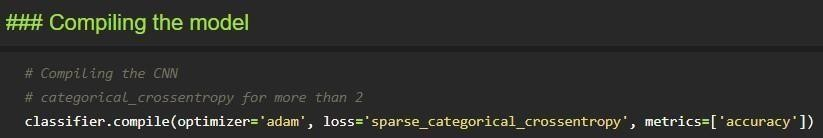 ### Compiling the model
# Compiling the CNN
# categorical_crossentropy for more than 2
classifier.compile(optimizer='adam', loss='sparse_categorical_crossentropy', metrics=['accuracy'])